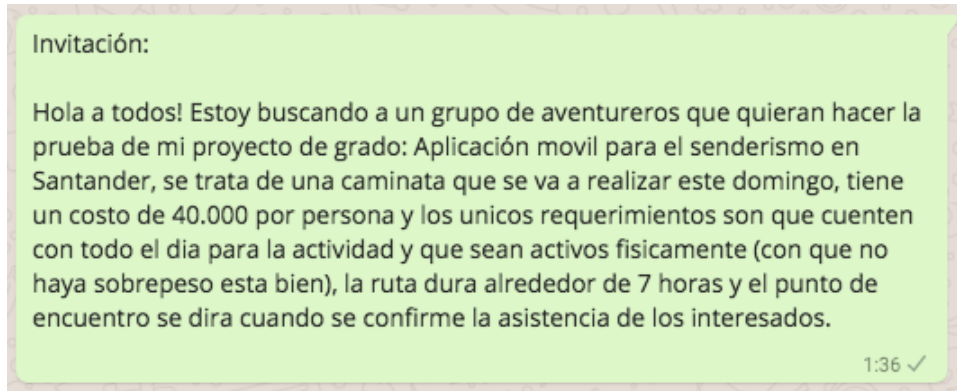 Invitación:
Hola a todos! Estoy buscando a un grupo de aventureros que quieran hacer la
prueba de mi proyecto de grado: Aplicación movil para el senderismo en
Santander, se trata de una caminata que se va a realizar este domingo, tiene
un costo de 40.000 por persona y los unicos requerimientos son que cuenten
con todo el dia para la actividad y que sean activos fisicamente (con que no
haya sobrepeso esta bien), la ruta dura alrededor de 7 horas y el punto de
encuentro se dira cuando se confirme la asistencia de los interesados.
1:36